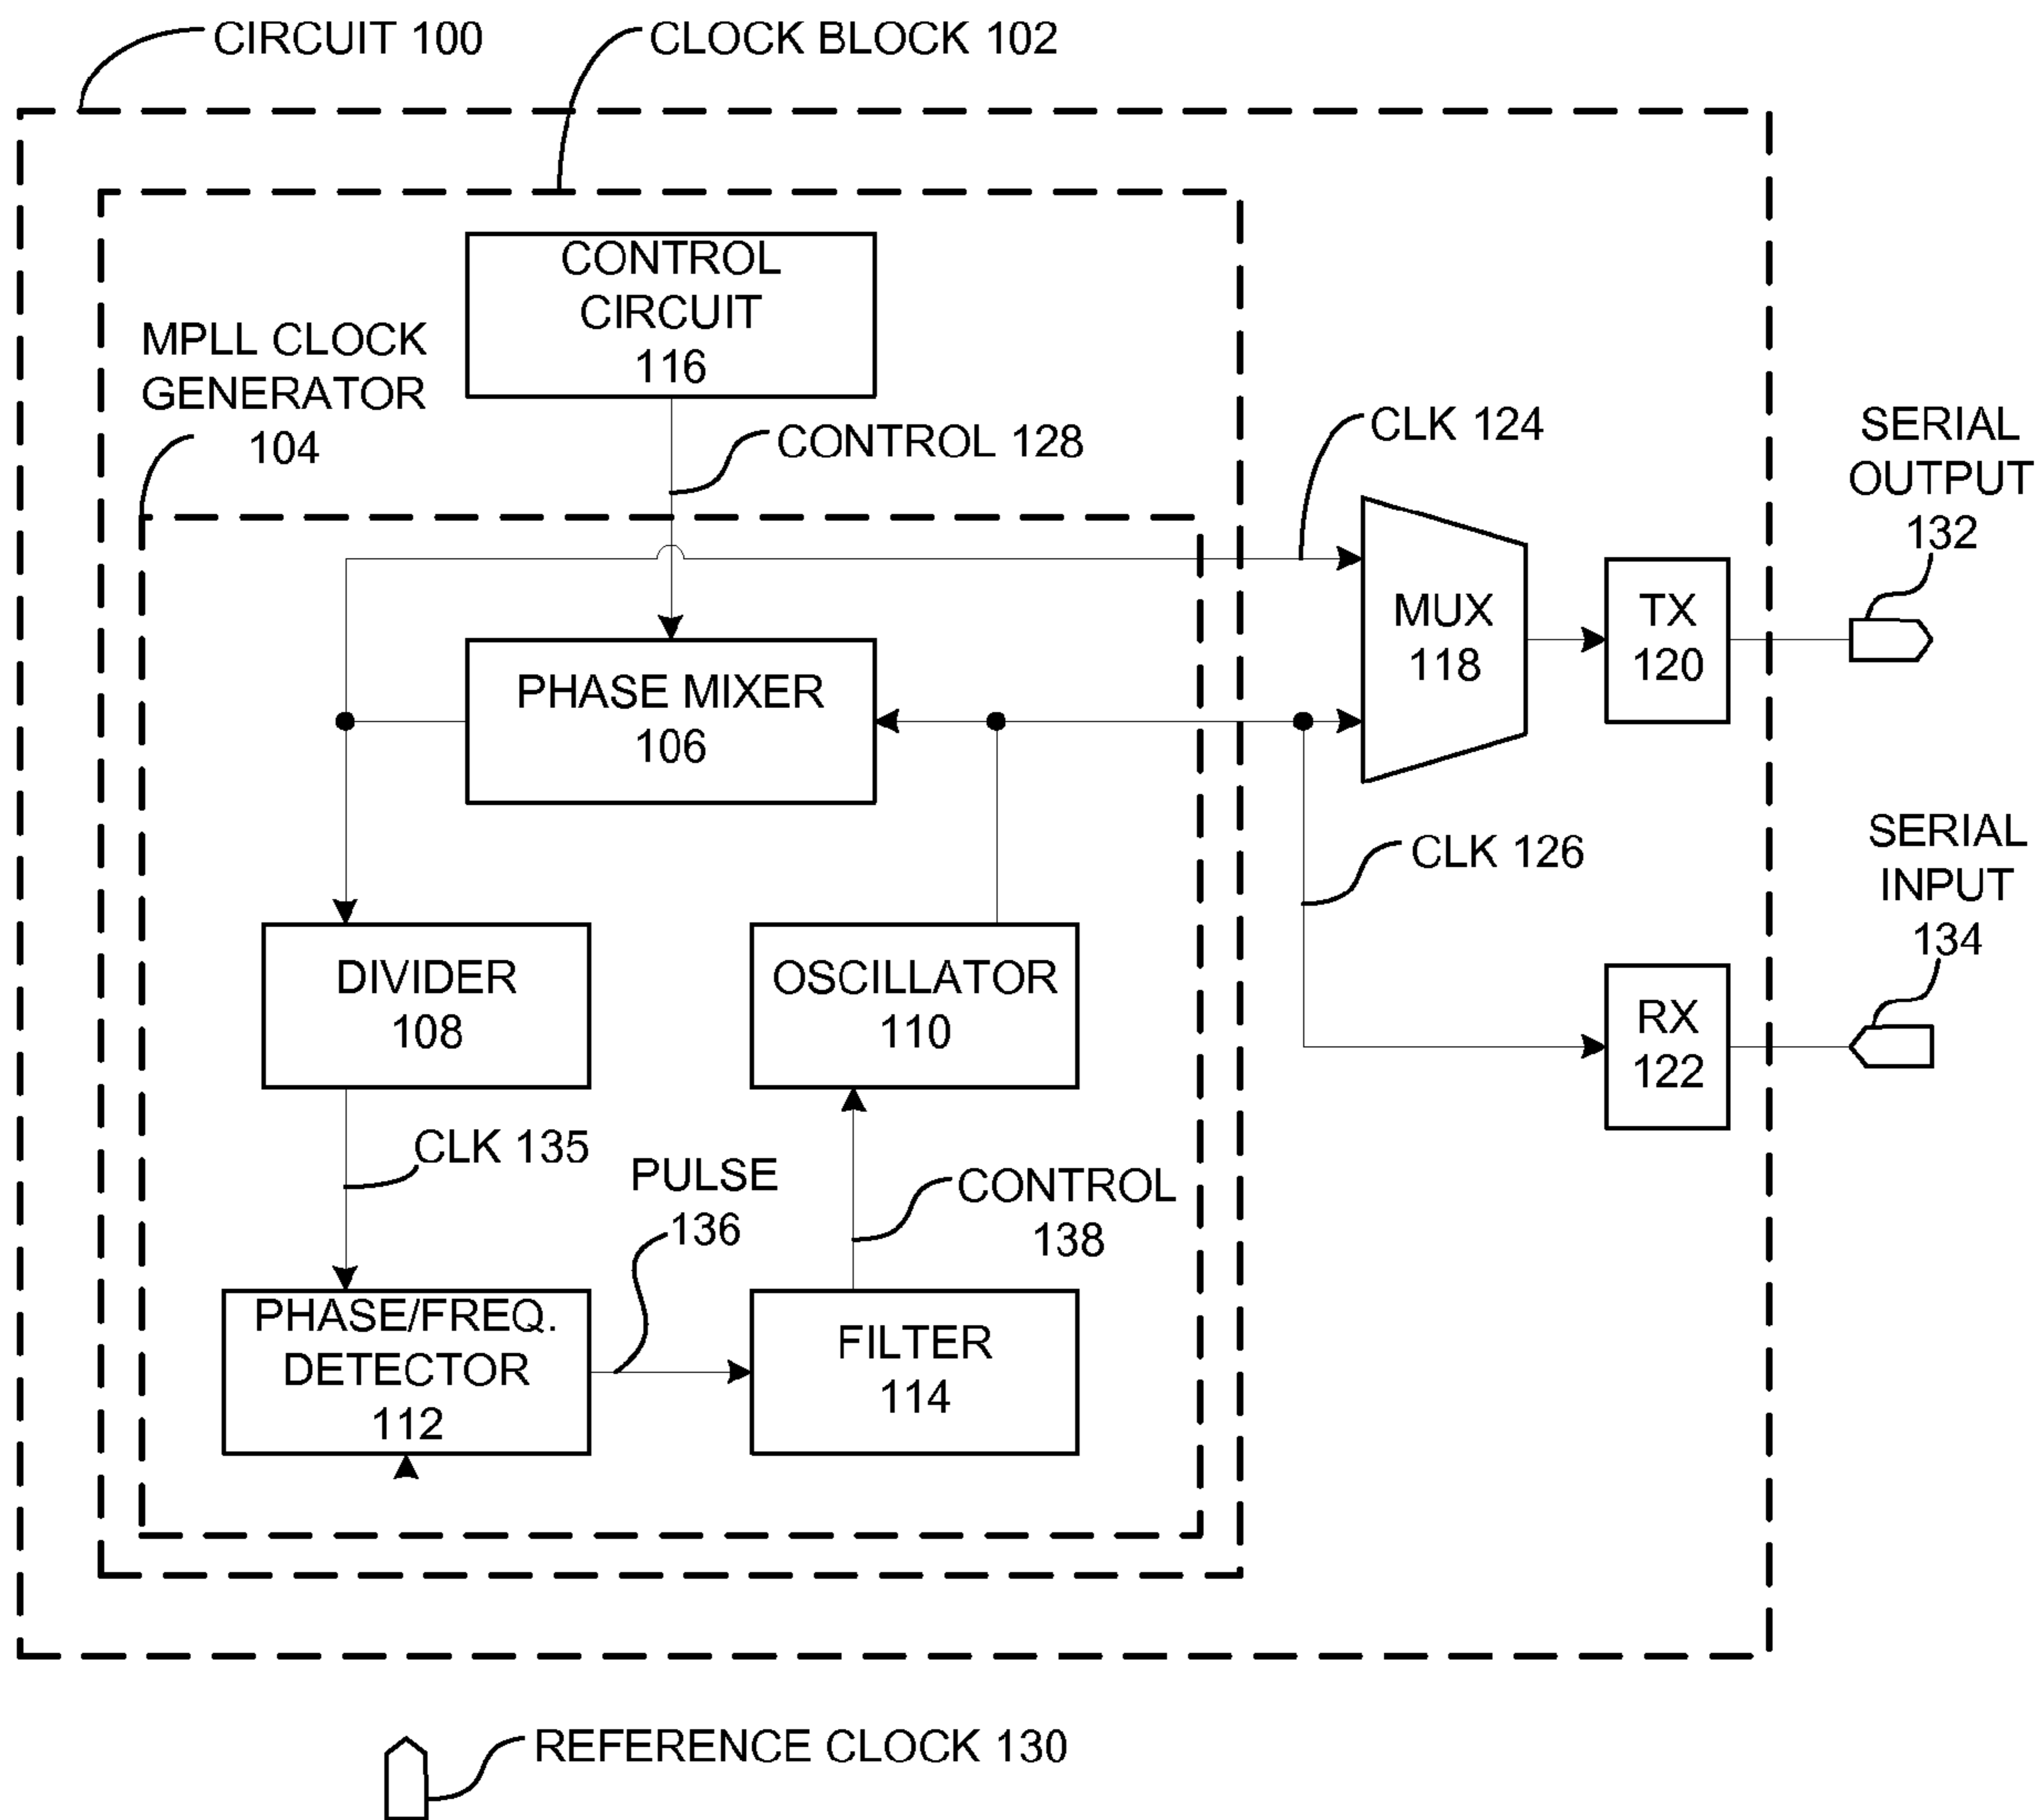 CIRCUIT 100
CLOCK BLOCK 102
CONTROL
CIRCUIT
116
MPLL CLOCK
GENERATOR
104
CONTROL 128
CLK 124
SERIAL
OUTPUT
132
MUX
118
TX
120
PHASE MIXER
106
CLK 126
SERIAL
INPUT
134
DIVIDER
108
OSCILLATOR
110
RX
122
CLK 135
PULSE
136
CONTROL
138
PHASE/FREQ.
DETECTOR
112
FILTER
114
REFERENCE CLOCK 130